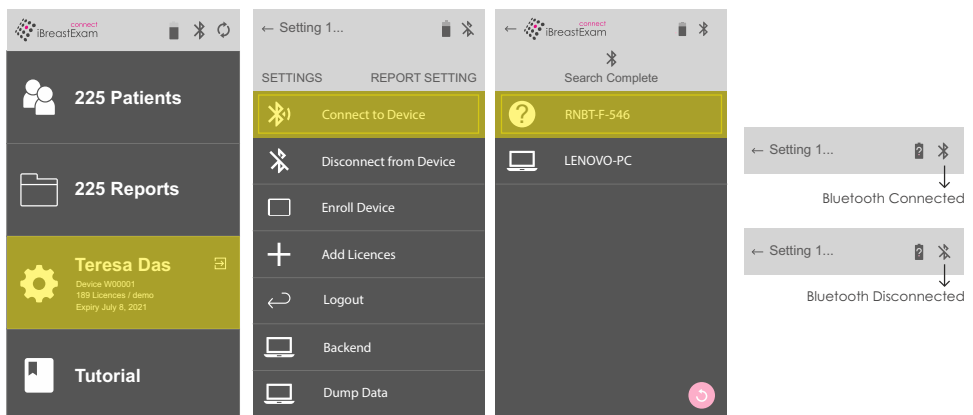 connect
iBreastExam
225 Patients
225 Reports
Teresa Das
Device W00001
189 Licences / demo
Expiry July 8, 2021
Tutorial
← Setting 1...
SETTINGS REPORT SETTING
Connect to Device
Disconnect from Device
Enroll Device
Add Licences
Logout
Backend
Dump Data
← connect
iBreastExam
Search Complete
RNBT-F-546
LENOVO-PC
← Setting 1...
Bluetooth Connected
← Setting 1...
Bluetooth Disconnected